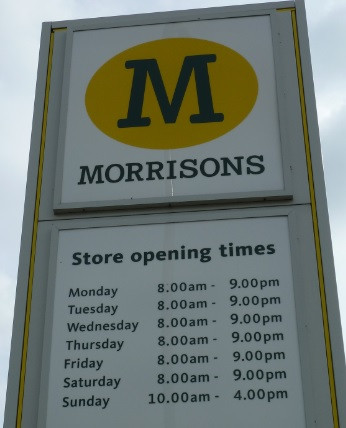 M
MORRISONS
Store opening times
Monday 8.00am - 9.00pm
Tuesday 8.00am - 9.00pm
Wednesday 8.00am - 9.00pm
Thursday 8.00am - 9.00pm
Friday 8.00am - 9.00pm
Saturday 8.00am - 9.00pm
Sunday 10.00am - 4.00pm